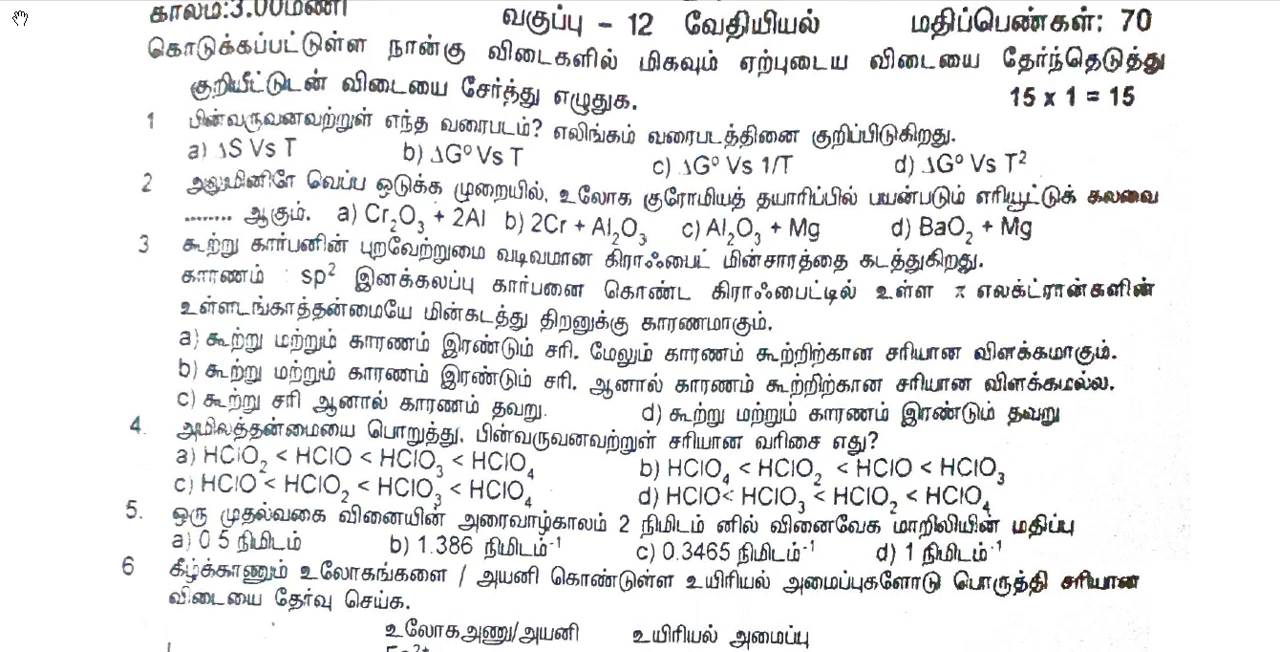 காலம்:3.00மணி வகுப்பு - 12 வேதியியல் மதிப்பெண்கள்: 70
கொடுக்கப்பட்டுள்ள நான்கு விடைகளில் மிகவும் ஏற்புடைய விடையை தேர்ந்தெடுத்து
குறியீட்டுடன் விடையை சேர்த்து எழுதுக. 15 x 1 = 15
1 பின்வருவனவற்றுள் எந்த வரைபடம்? எலிங்கம் வரைபடத்தினை குறிப்பிடுகிறது.
a) ΔS Vs T b) ΔG⁰ Vs T c) ΔG⁰ Vs 1/T d) ΔG⁰ Vs T²
2 அலுமினிரே வெப்ப ஒடுக்க முறையில், உலோக குரோமியத் தயாரிப்பில் பயன்படும் எரியூட்டுக் கலவை
........ ஆகும். a) Cr₂O₃ + 2Al b) 2Cr + Al₂O₃ c) Al₂O₃ + Mg d) BaO₂ + Mg
3 கூற்று கார்பனின் புறவேற்றுமை வடிவமான கிராஃபைட் மின்சாரத்தை கடத்துகிறது.
காரணம் : sp² இனக்கலப்பு கார்பனை கொண்ட கிராஃபைட்டில் உள்ள π எலக்ட்ரான்களின்
உள்ளடங்காத்தன்மையே மின்கடத்து திறனுக்கு காரணமாகும்.
a) கூற்று மற்றும் காரணம் இரண்டும் சரி. மேலும் காரணம் கூற்றிற்கான சரியான விளக்கமாகும்.
b) கூற்று மற்றும் காரணம் இரண்டும் சரி. ஆனால் காரணம் கூற்றிற்கான சரியான விளக்கமல்ல.
c) கூற்று சரி ஆனால் காரணம் தவறு. d) கூற்று மற்றும் காரணம் இரண்டும் தவறு
4. அமிலத்தன்மையை பொறுத்து, பின்வருவனவற்றுள் சரியான வரிசை எது?
a) HClO₂ < HClO < HClO₃ < HClO₄ b) HClO₄ < HClO₂ < HClO < HClO₃
c) HClO < HClO₂ < HClO₃ < HClO₄ d) HClO< HClO₃ < HClO₂ < HClO₄
5. ஒரு முதல்வகை வினையின் அரைவாழ்காலம் 2 நிமிடம் னில் வினைவேக மாறிலியின் மதிப்பு
a) 0 5 நிமிடம் b) 1.386 நிமிடம்⁻¹ c) 0.3465 நிமிடம்⁻¹ d) 1 நிமிடம்⁻¹
6 கீழ்க்காணும் உலோகங்களை / அயனி கொண்டுள்ள உயிரியல் அமைப்புகளோடு பொருத்தி சரியான
விடையை தேர்வு செய்க.
உலோகஅணு/அயனி உயிரியல் அமைப்பு